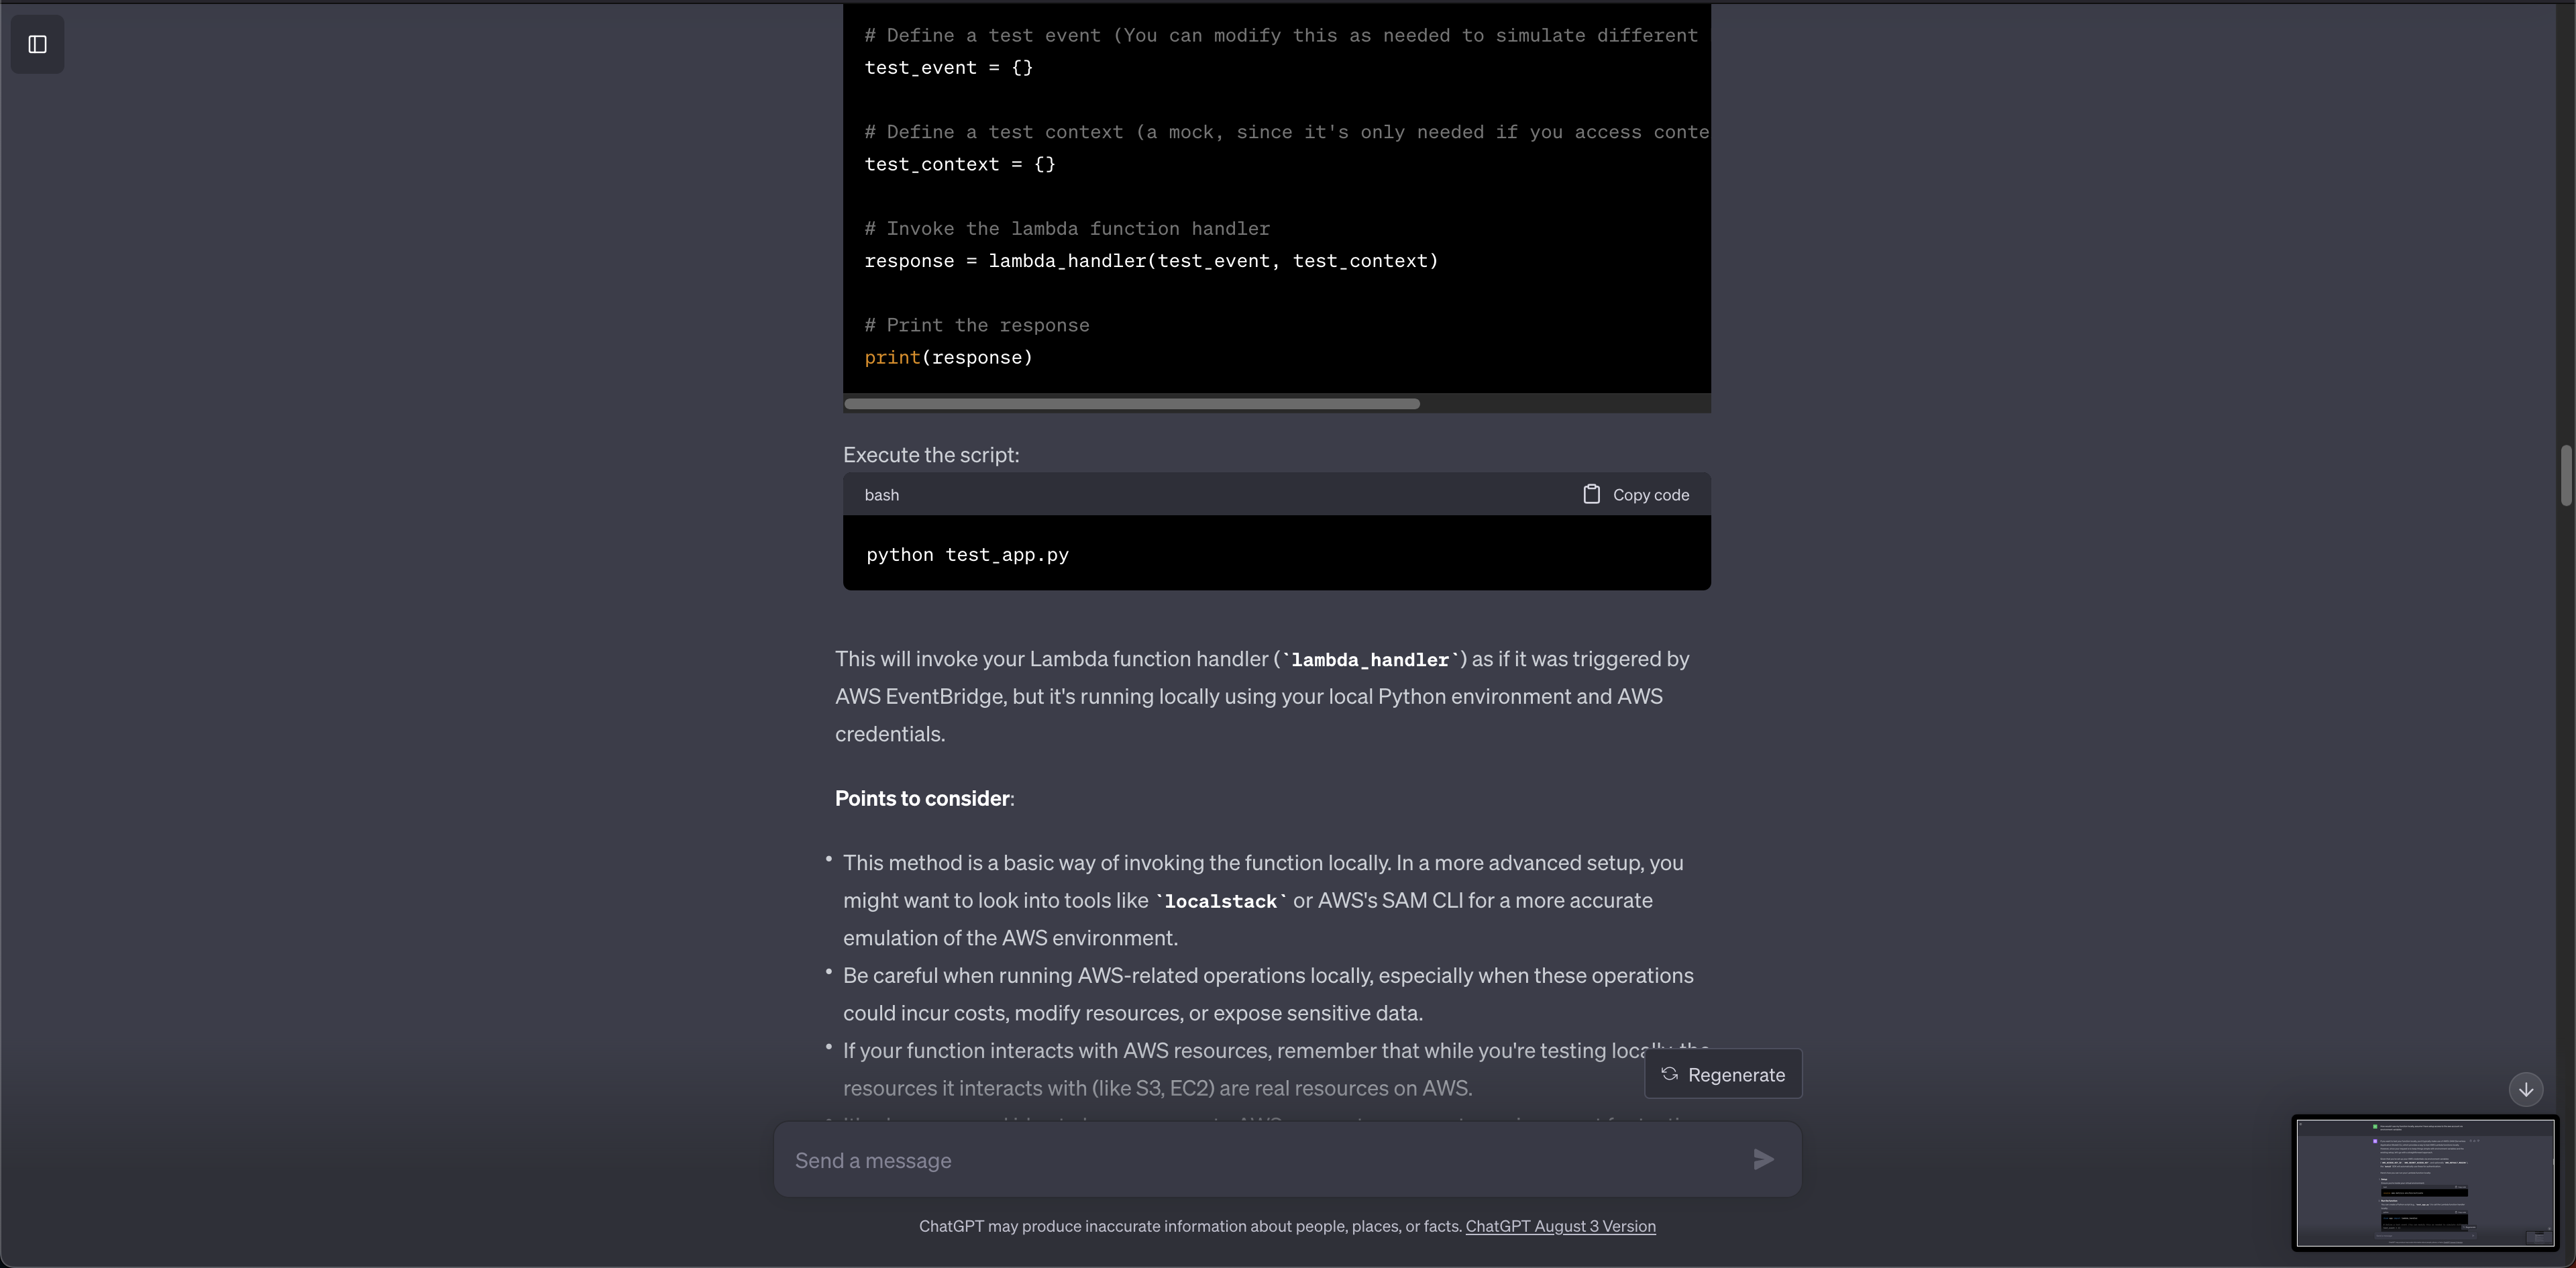 # Define a test event (You can modify this as needed to simulate different
test_event = {}
# Define a test context (a mock, since it's only needed if you access conte
test_context = {}
# Invoke the lambda function handler
response = lambda_handler(test_event, test_context)
# Print the response
print(response)
Execute the script:
bash
Copy code
python test_app.py
This will invoke your Lambda function handler (`lambda_handler`) as if it was triggered by
AWS EventBridge, but it's running locally using your local Python environment and AWS
credentials.
Points to consider:
• This method is a basic way of invoking the function locally. In a more advanced setup, you
might want to look into tools like `localstack` or AWS's SAM CLI for a more accurate
emulation of the AWS environment.
• Be careful when running AWS-related operations locally, especially when these operations
could incur costs, modify resources, or expose sensitive data.
• If your function interacts with AWS resources, remember that while you're testing locally, the
resources it interacts with (like S3, EC2) are real resources on AWS.
Regenerate
Send a message
ChatGPT may produce inaccurate information about people, places, or facts. ChatGPT August 3 Version